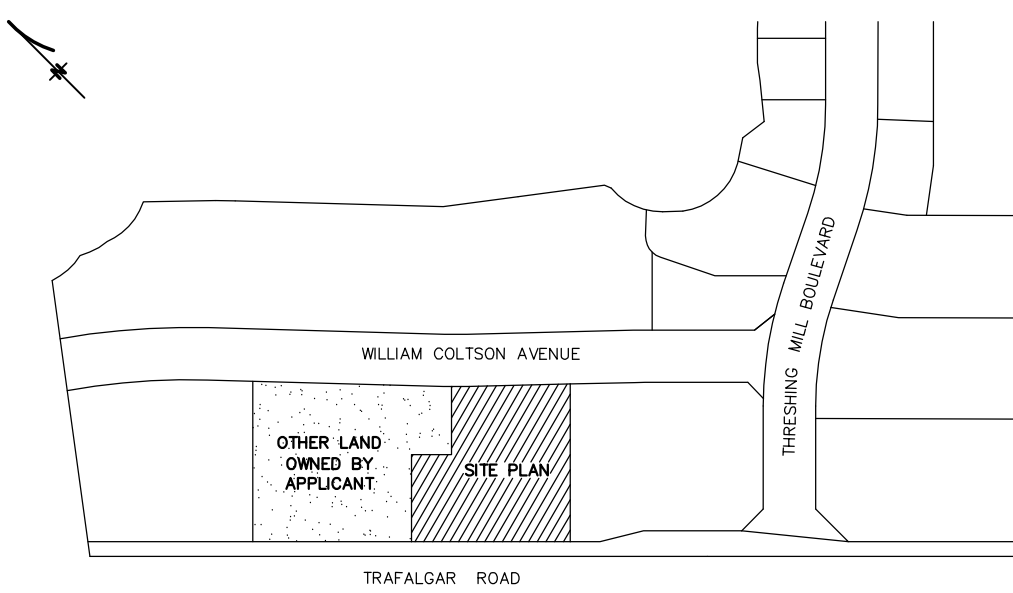 N
THRESHING MILL BOULEVARD
WILLIAM COLTSON AVENUE
OTHER LAND
OWNED BY
APPLICANT
SITE PLAN
TRAFALGAR ROAD